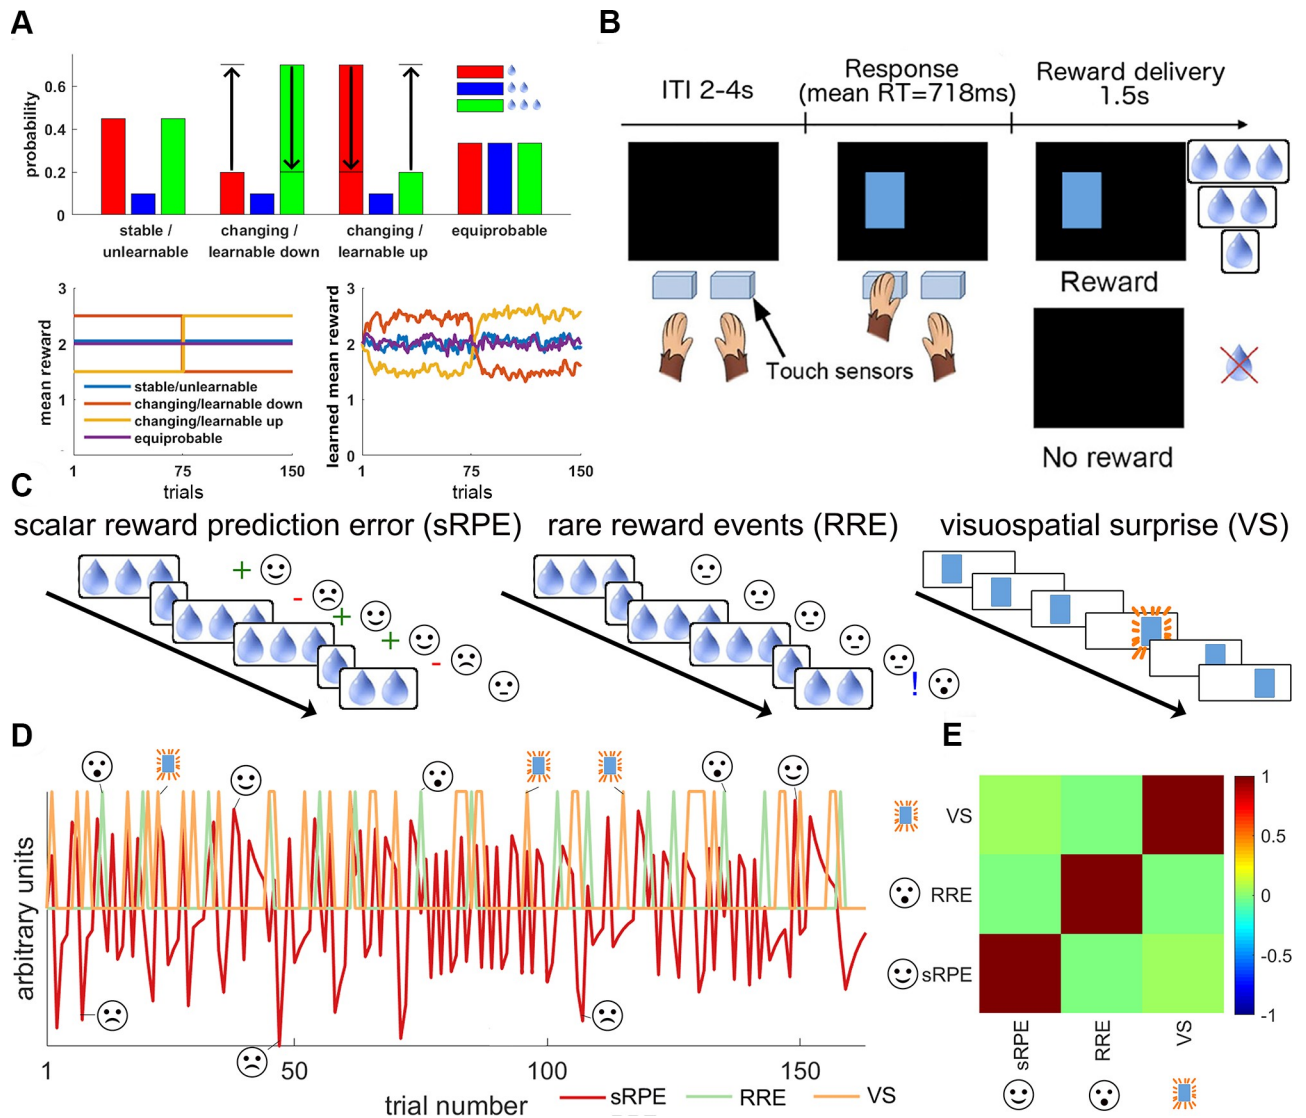 A
probability
0.6
0.4
0.2
0
stable /
unlearnable
changing /
learnable down
changing /
learnable up
equiprobable
mean reward
3
2
1
stable/unlearnable
changing/learnable down
changing/learnable up
equiprobable
1
75
150
trials
learned mean reward
3
2
1
0
1
75
150
trials
B
ITI 2-4s
Response
(mean RT=718ms)
Reward delivery
1.5s
Touch sensors
Reward
No reward
C
scalar reward prediction error (sRPE)
rare reward events (RRE)
visuospatial surprise (VS)
+
-
+
+
-
!
D
arbitrary units
1
50
100
150
trial number
sRPE
RRE
VS
E
VS
RRE
sRPE
sRPE
RRE
VS
1
0.5
0
-0.5
-1